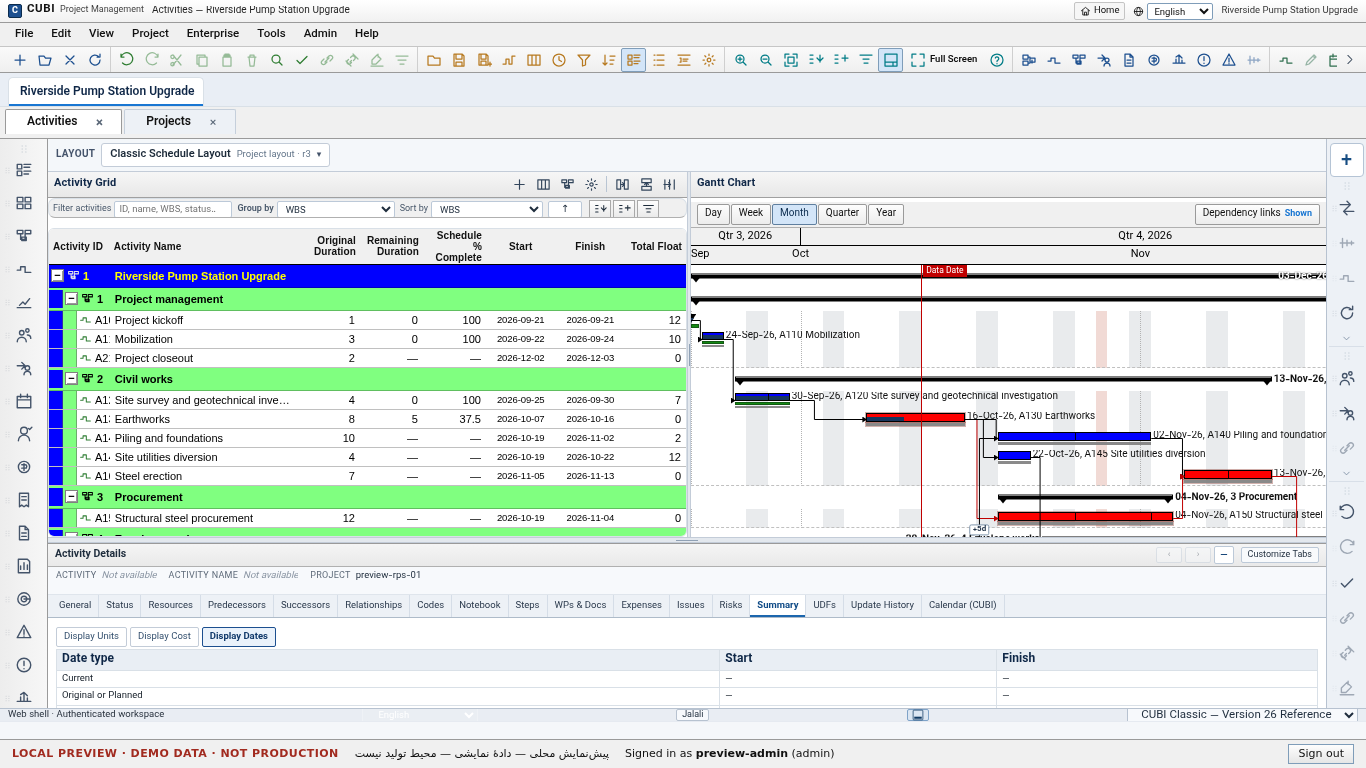 CUBI Project Management Activities — Riverside Pump Station Upgrade Home English Riverside Pump Station Upgrade
File Edit View Project Enterprise Tools Admin Help
Full Screen
Riverside Pump Station Upgrade
Activities × Projects ×
LAYOUT Classic Schedule Layout Project layout · r3
Activity Grid
Gantt Chart
Filter activities ID, name, WBS, status.. Group by WBS Sort by WBS ↑
Day Week Month Quarter Year Dependency links Shown
Activity ID Activity Name Original Duration Remaining Duration Schedule % Complete Start Finish Total Float
Qtr 3, 2026 Qtr 4, 2026
Sep Oct Nov
Data Date
1 Riverside Pump Station Upgrade
03-Dec-26
1 Project management
Project kickoff 1 0 100 2026-09-21 2026-09-21 12
Mobilization 3 0 100 2026-09-22 2026-09-24 10
24-Sep-26, A110 Mobilization
Project closeout 2 — — 2026-12-02 2026-12-03 0
2 Civil works
13-Nov-26,
Site survey and geotechnical inve… 4 0 100 2026-09-25 2026-09-30 7
30-Sep-26, A120 Site survey and geotechnical investigation
Earthworks 8 5 37.5 2026-10-07 2026-10-16 0
16-Oct-26, A130 Earthworks
Piling and foundations 10 — — 2026-10-19 2026-11-02 2
02-Nov-26, A140 Piling and foundation
Site utilities diversion 4 — — 2026-10-19 2026-10-22 12
22-Oct-26, A145 Site utilities diversion
Steel erection 7 — — 2026-11-05 2026-11-13 0
13-Nov-26,
3 Procurement
04-Nov-26, 3 Procurement
Structural steel procurement 12 — — 2026-10-19 2026-11-04 0
04-Nov-26, A150 Structural steel
+5d
Activity Details
Customize Tabs
ACTIVITY Not available ACTIVITY NAME Not available PROJECT preview-rps-01
General Status Resources Predecessors Successors Relationships Codes Notebook Steps WPs & Docs Expenses Issues Risks Summary UDFs Update History Calendar (CUBI)
Display Units Display Cost Display Dates
Date type Start Finish
Current — —
Original or Planned — —
Web shell · Authenticated workspace English Jalali CUBI Classic — Version 26 Reference
LOCAL PREVIEW · DEMO DATA · NOT PRODUCTION پیش‌نمایش محلی — دادهٔ نمایشی — محیط تولید نیست Signed in as preview-admin (admin) Sign out